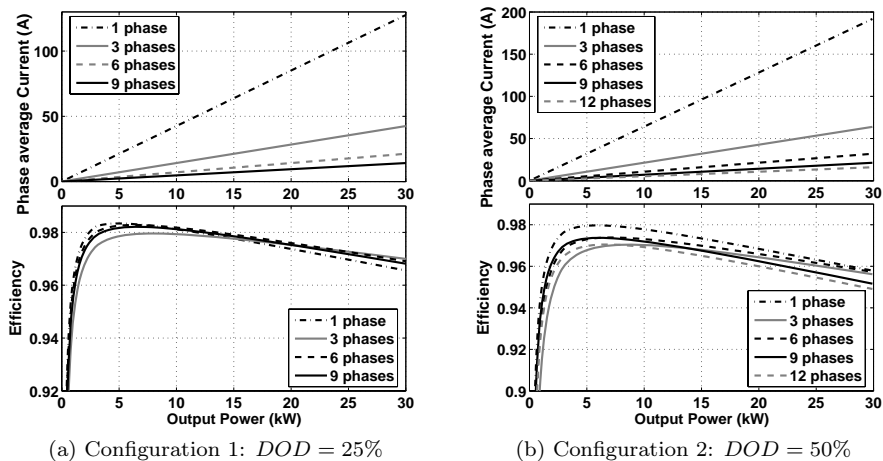 Phase average Current (A)
100
50
0
0 5 10 15 20 25 30
1 phase
3 phases
6 phases
9 phases
Efficiency
0.98
0.96
0.94
0.92
0 5 10 15 20 25 30
Output Power (kW)
1 phase
3 phases
6 phases
9 phases
(a) Configuration 1: DOD = 25%
Phase average Current (A)
200
150
100
50
0
0 5 10 15 20 25 30
1 phase
3 phases
6 phases
9 phases
12 phases
Efficiency
0.98
0.96
0.94
0.92
0.9
0 5 10 15 20 25 30
Output Power (kW)
1 phase
3 phases
6 phases
9 phases
12 phases
(b) Configuration 2: DOD = 50%